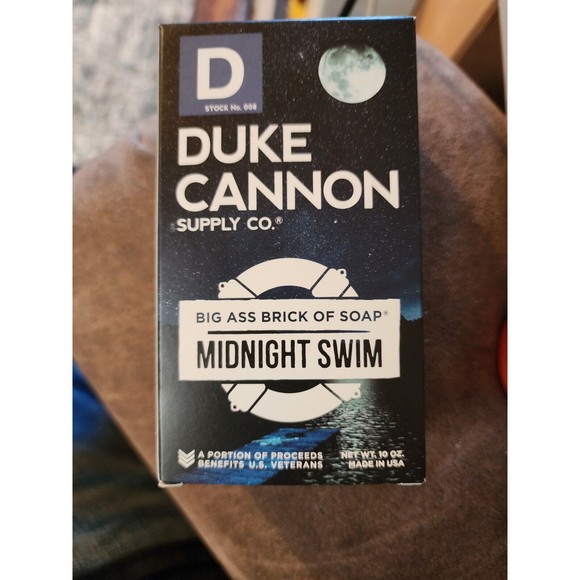 D
STOCK No. 008
DUKE
CANNON
SUPPLY CO.®
BIG ASS BRICK OF SOAP®
MIDNIGHT SWIM
A PORTION OF PROCEEDS
BENEFITS U.S. VETERANS
NET WT. 10 OZ.
MADE IN USA